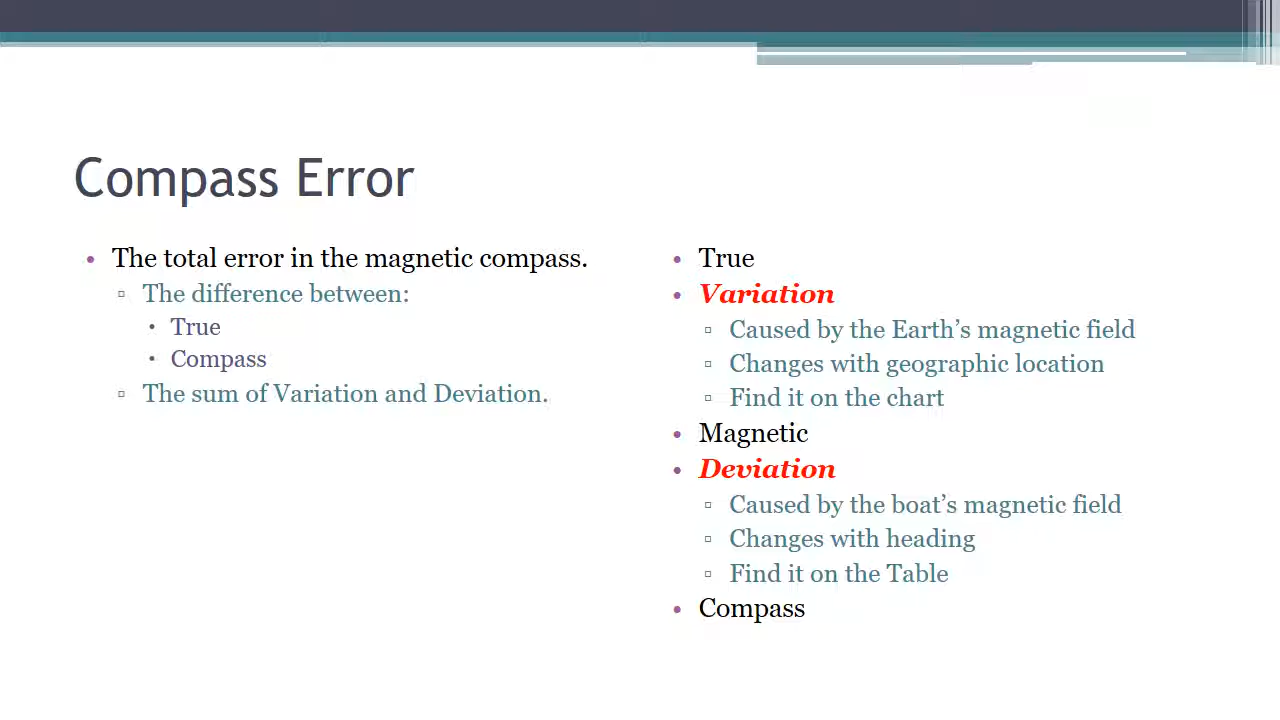 Compass Error
• The total error in the magnetic compass.
▫ The difference between:
• True
• Compass
▫ The sum of Variation and Deviation.
• True
• Variation
▫ Caused by the Earth’s magnetic field
▫ Changes with geographic location
▫ Find it on the chart
• Magnetic
• Deviation
▫ Caused by the boat’s magnetic field
▫ Changes with heading
▫ Find it on the Table
• Compass